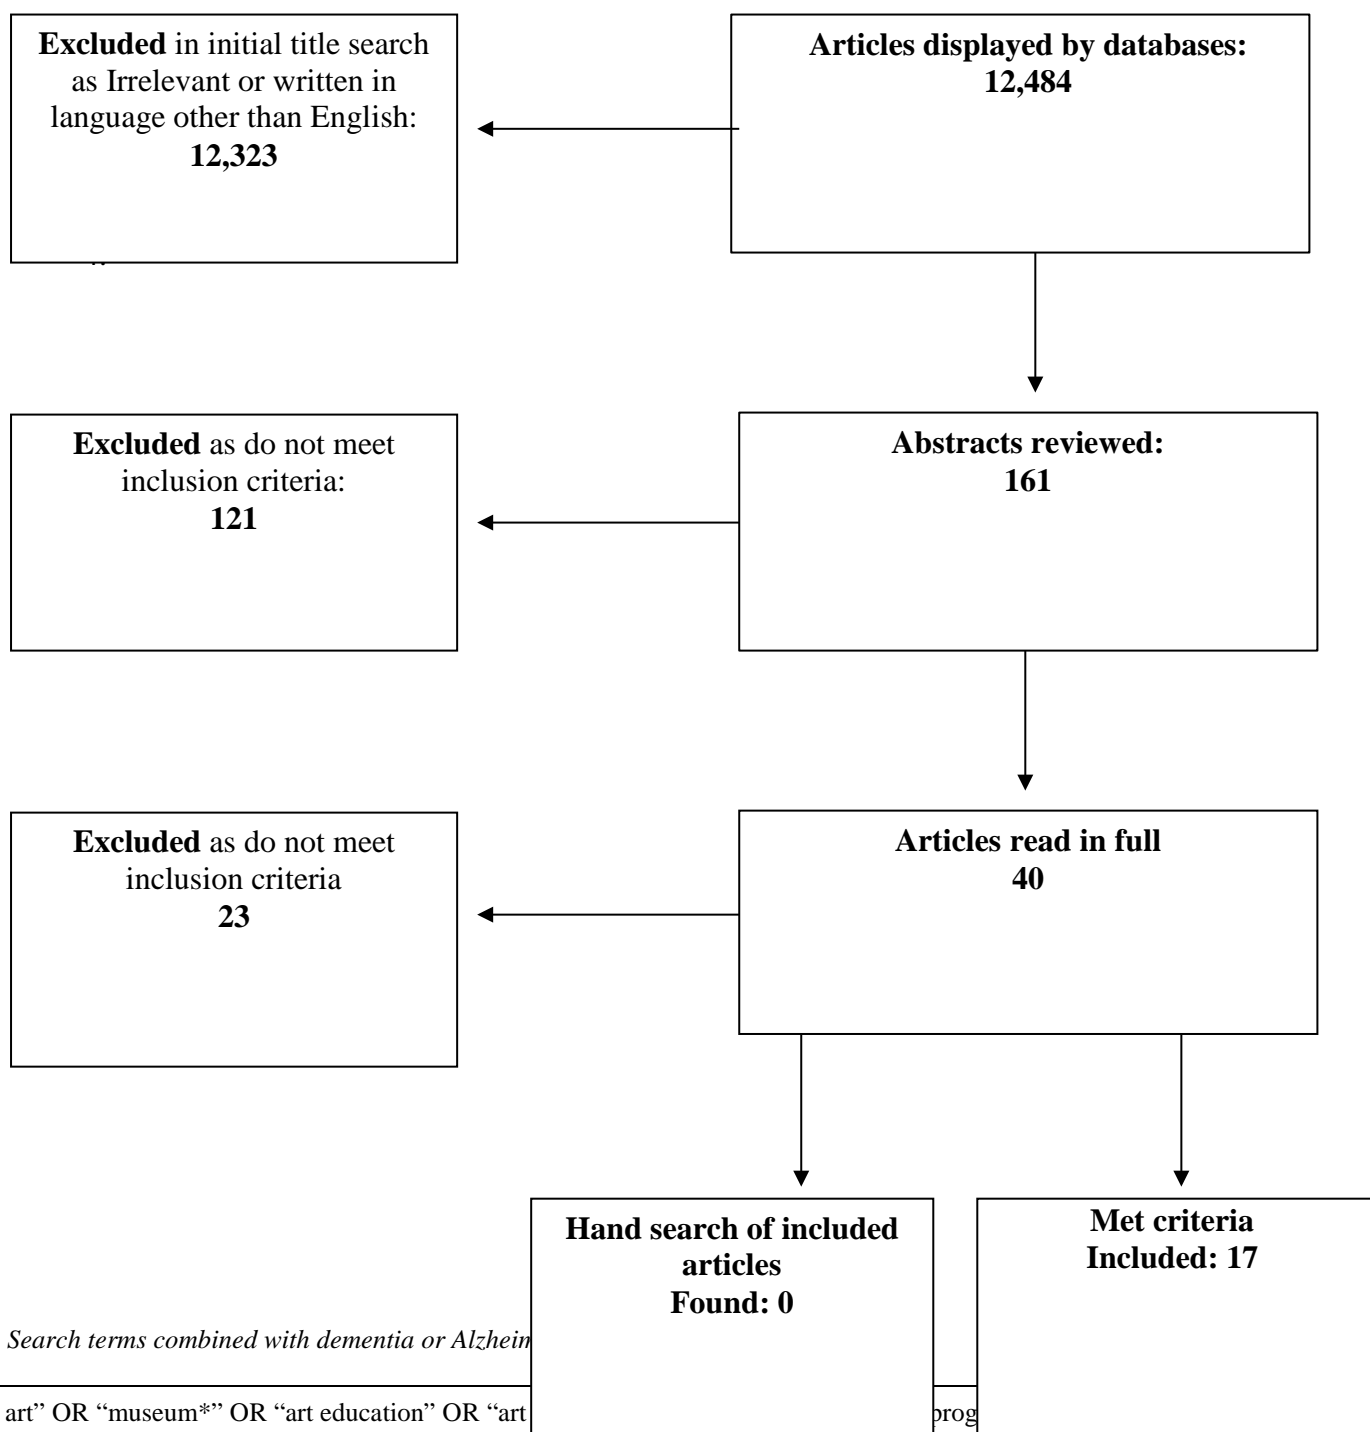 Excluded in initial title search
as Irrelevant or written in
language other than English:
12,323
Articles displayed by databases:
12,484
Excluded as do not meet
inclusion criteria:
121
Abstracts reviewed:
161
Excluded as do not meet
inclusion criteria
23
Articles read in full
40
Hand search of included
articles
Found: 0
Met criteria
Included: 17
Search terms combined with dementia or
art” OR “museum*” OR “art education” OR “art